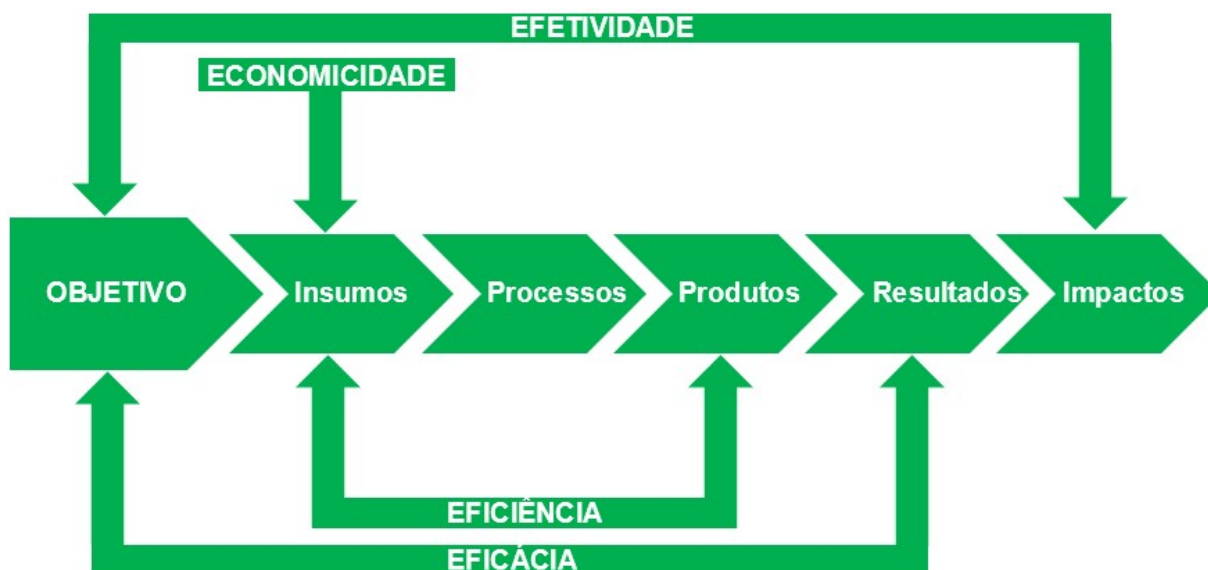 EFETIVIDADE
ECONOMICIDADE
OBJETIVO
Insumos
Processos
Produtos
Resultados
Impactos
EFICIÊNCIA
EFICÁCIA